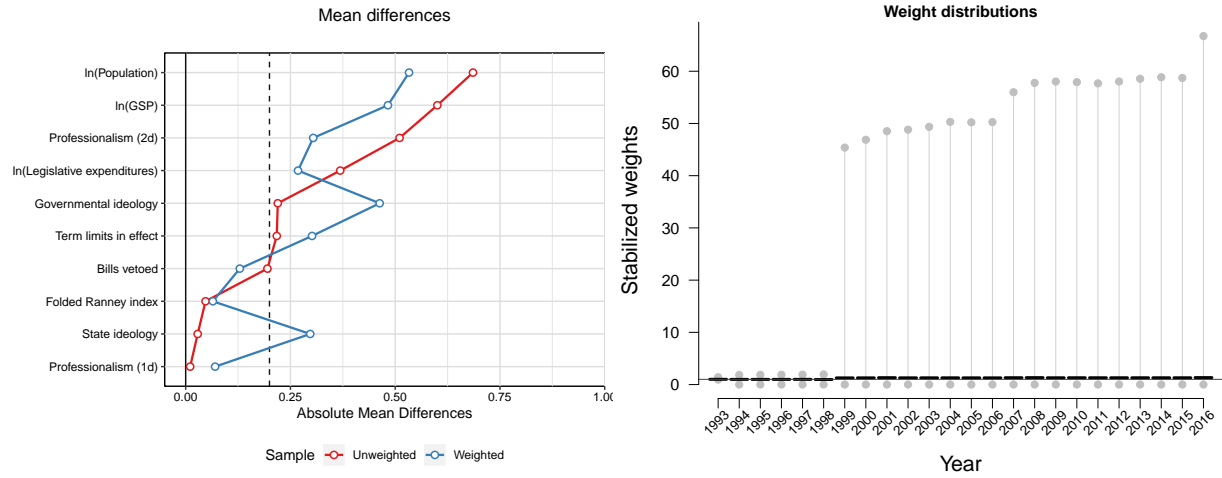 Mean differences
ln(Population)
ln(GSP)
Professionalism (2d)
ln(Legislative expenditures)
Governmental ideology
Term limits in effect
Bills vetoed
Folded Ranney index
State ideology
Professionalism (1d)
0.00 0.25 0.50 0.75 1.00
Absolute Mean Differences
Sample Unweighted Weighted
Weight distributions
Stabilized weights
60
50
40
30
20
10
0
1993 1994 1995 1996 1997 1998 1999 2000 2001 2002 2003 2004 2005 2006 2007 2008 2009 2010 2011 2012 2013 2014 2015 2016
Year